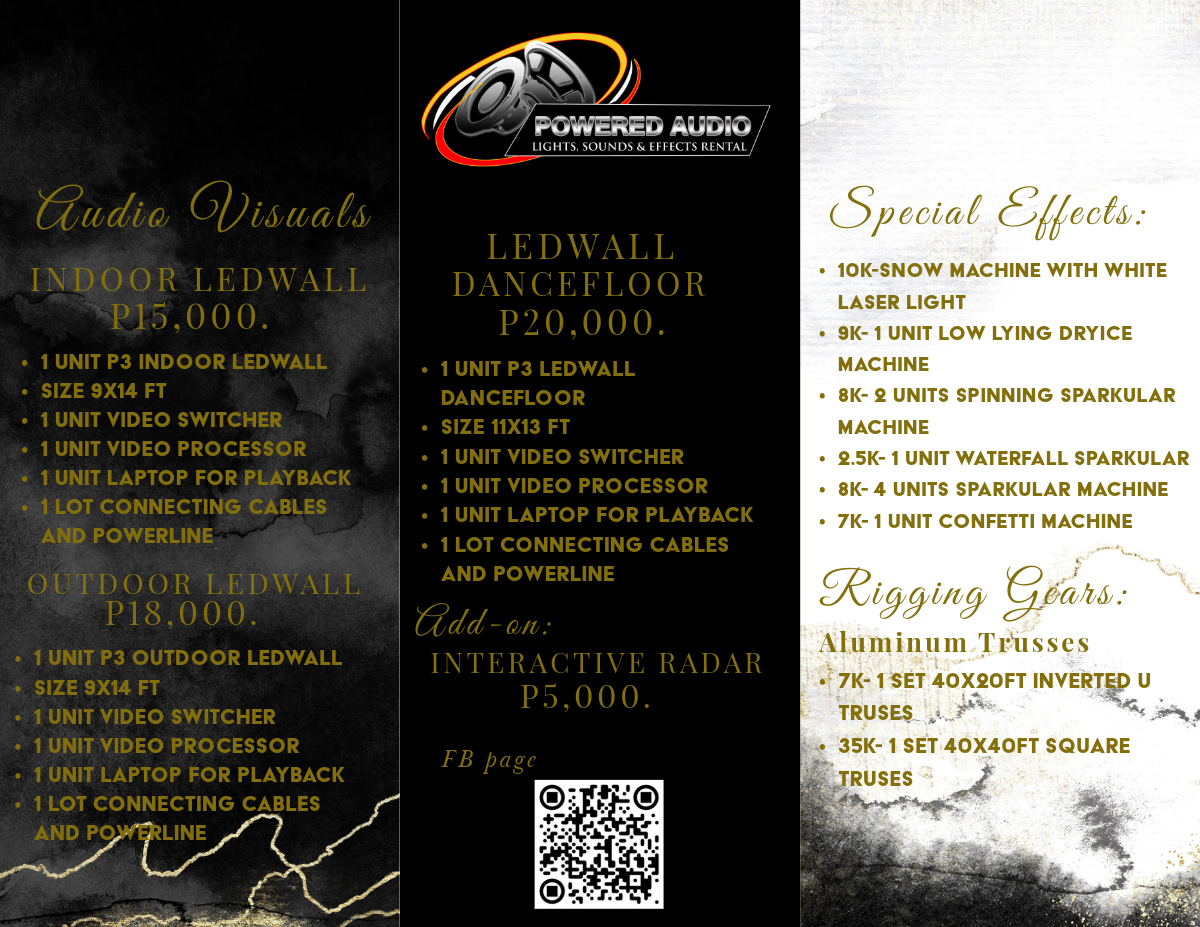 Audio Visuals
INDOOR LEDWALL
P15,000.
• 1 UNIT P3 INDOOR LEDWALL
• SIZE 9X14 FT
• 1 UNIT VIDEO SWITCHER
• 1 UNIT VIDEO PROCESSOR
• 1 UNIT LAPTOP FOR PLAYBACK
• 1 LOT CONNECTING CABLES
AND POWERLINE
OUTDOOR LEDWALL
P18,000.
• 1 UNIT P3 OUTDOOR LEDWALL
• SIZE 9X14 FT
• 1 UNIT VIDEO SWITCHER
• 1 UNIT VIDEO PROCESSOR
• 1 UNIT LAPTOP FOR PLAYBACK
• 1 LOT CONNECTING CABLES
AND POWERLINE
POWERED AUDIO
LIGHTS, SOUNDS & EFFECTS RENTAL
LEDWALL
DANCEFLOOR
P20,000.
• 1 UNIT P3 LEDWALL
DANCEFLOOR
• SIZE 11X13 FT
• 1 UNIT VIDEO SWITCHER
• 1 UNIT VIDEO PROCESSOR
• 1 UNIT LAPTOP FOR PLAYBACK
• 1 LOT CONNECTING CABLES
AND POWERLINE
Add-on:
INTERACTIVE RADAR
P5,000.
FB page
Special Effects:
• 10K-SNOW MACHINE WITH WHITE
LASER LIGHT
• 9K- 1 UNIT LOW LYING DRYICE
MACHINE
• 8K- 2 UNITS SPINNING SPARKULAR
MACHINE
• 2.5K- 1 UNIT WATERFALL SPARKULAR
• 8K- 4 UNITS SPARKULAR MACHINE
• 7K- 1 UNIT CONFETTI MACHINE
Rigging Gears:
Aluminum Trusses
• 7K- 1 SET 40X20FT INVERTED U
TRUSES
• 35K- 1 SET 40X40FT SQUARE
TRUSES